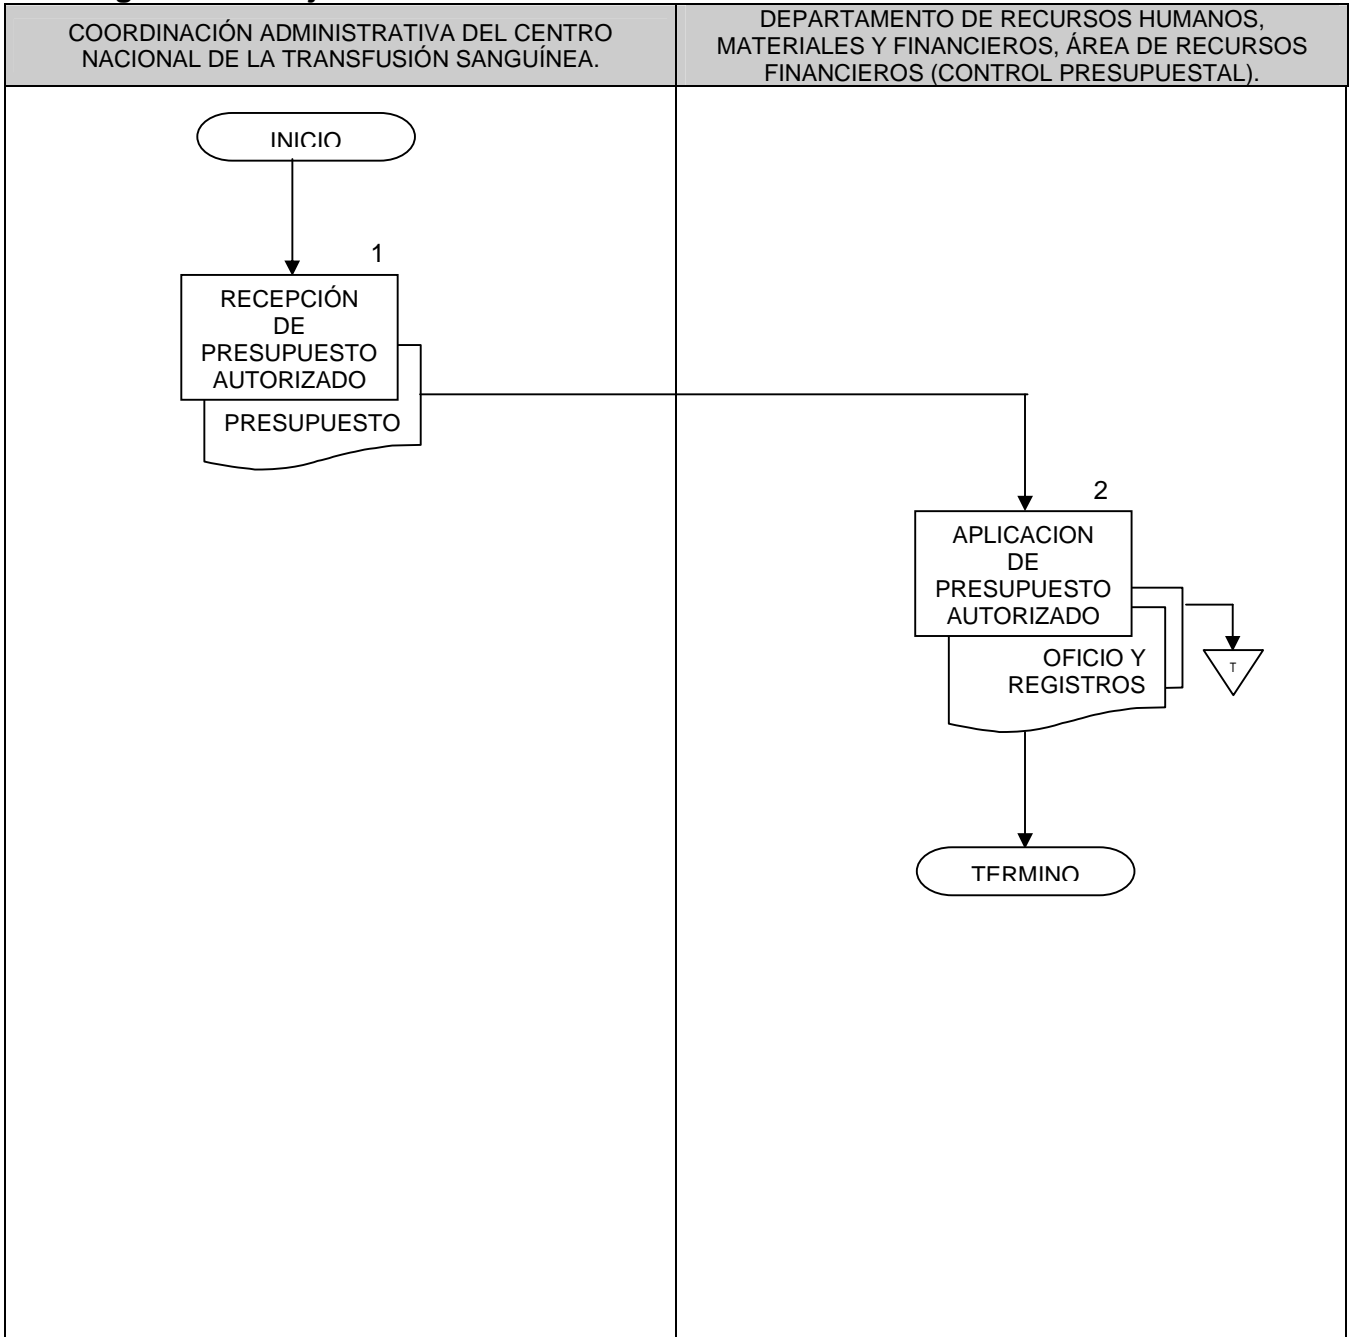 COORDINACIÓN ADMINISTRATIVA DEL CENTRO
NACIONAL DE LA TRANSFUSIÓN SANGUÍNEA.
DEPARTAMENTO DE RECURSOS HUMANOS,
MATERIALES Y FINANCIEROS, ÁREA DE RECURSOS
FINANCIEROS (CONTROL PRESUPUESTAL).
INICIO
1
RECEPCIÓN
DE
PRESUPUESTO
AUTORIZADO
PRESUPUESTO
2
APLICACION
DE
PRESUPUESTO
AUTORIZADO
OFICIO Y
REGISTROS
T
TERMINO